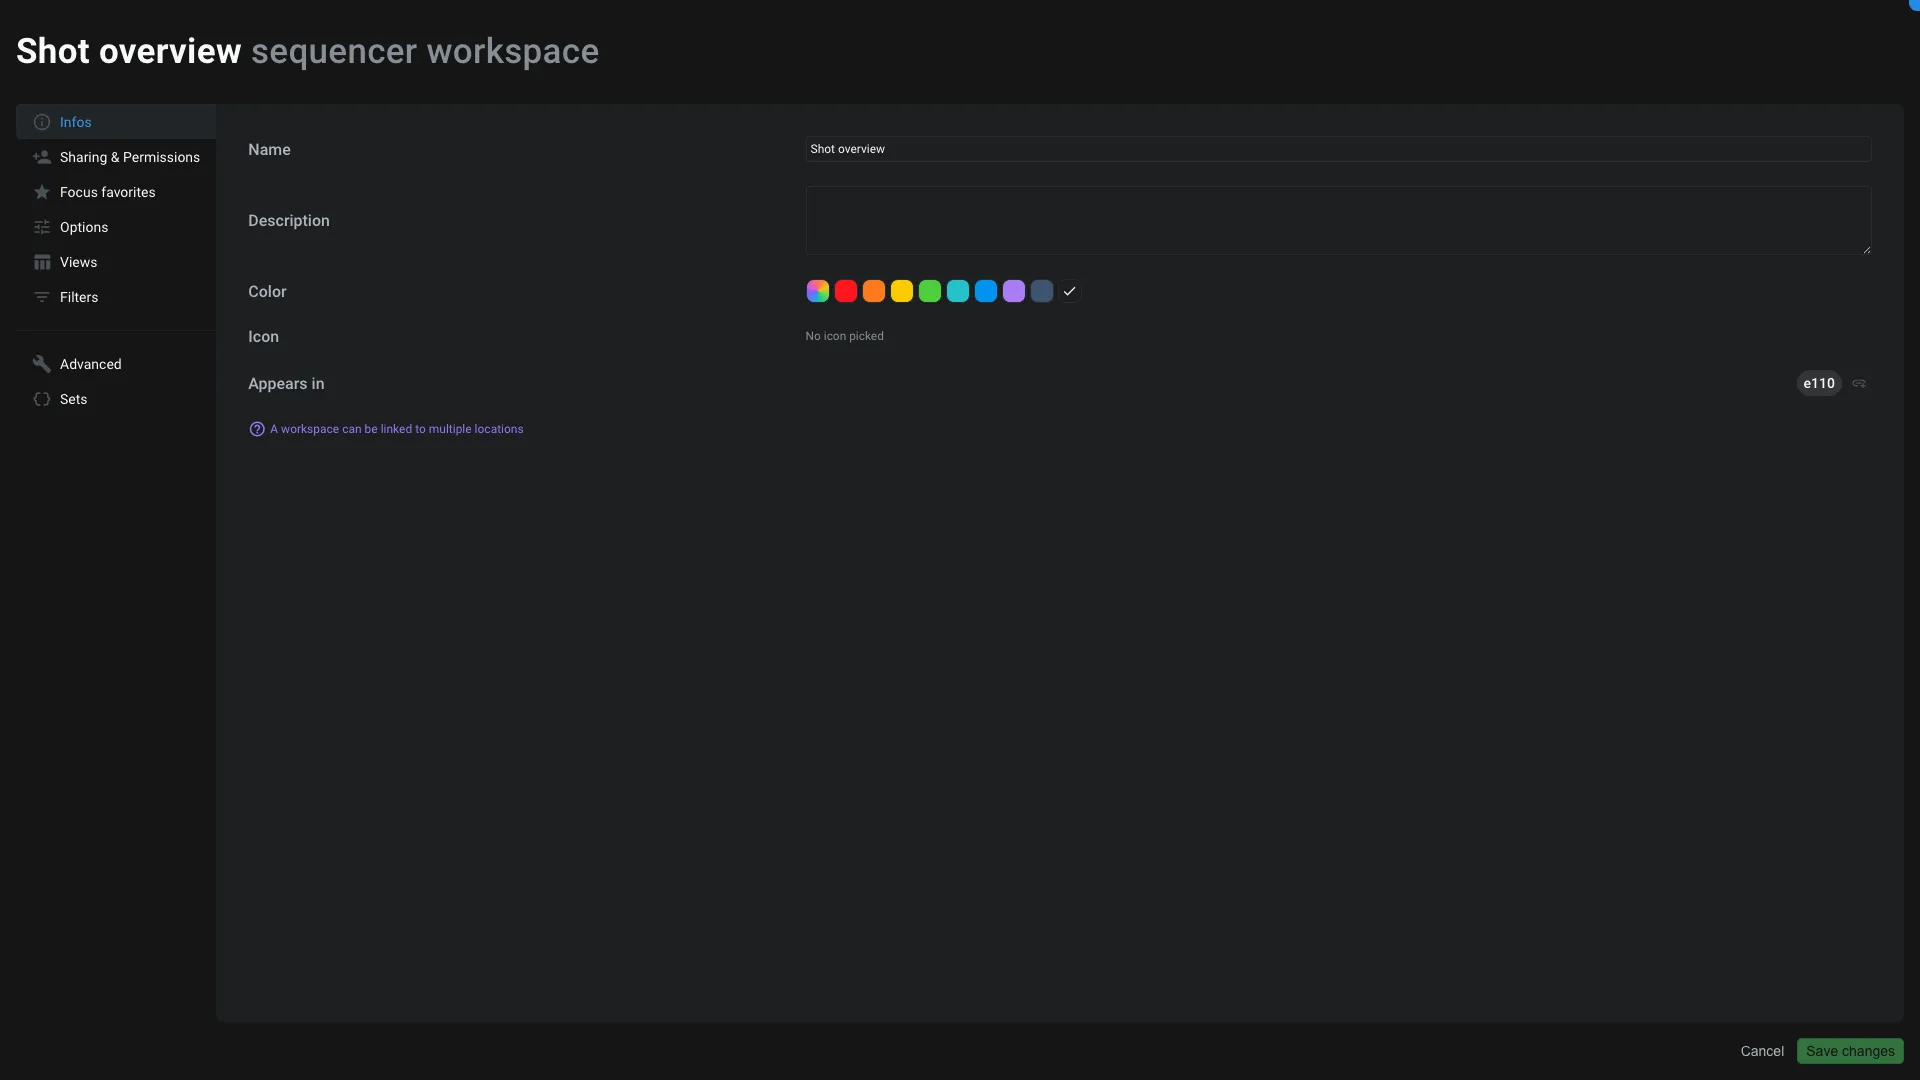 Shot overview sequencer workspace
Infos
Sharing & Permissions
Focus favorites
Options
Views
Filters
Advanced
Sets
Name
Shot overview
Description
Color
Icon
No icon picked
Appears in
e110
A workspace can be linked to multiple locations
Cancel
Save changes